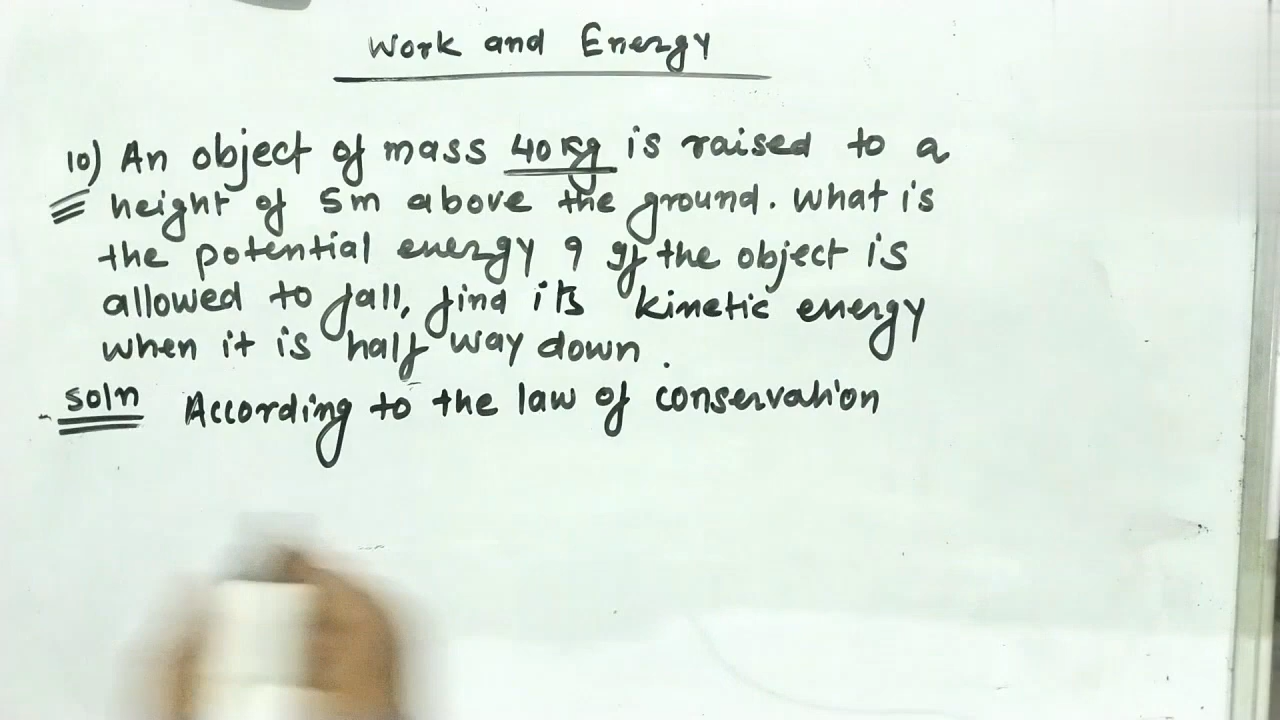 Work and Energy
10) An object of mass 40 kg is raised to a
height of 5m above the ground. What is
the potential energy ? If the object is
allowed to fall, find its kinetic energy
when it is half way down.
soln According to the law of conservation